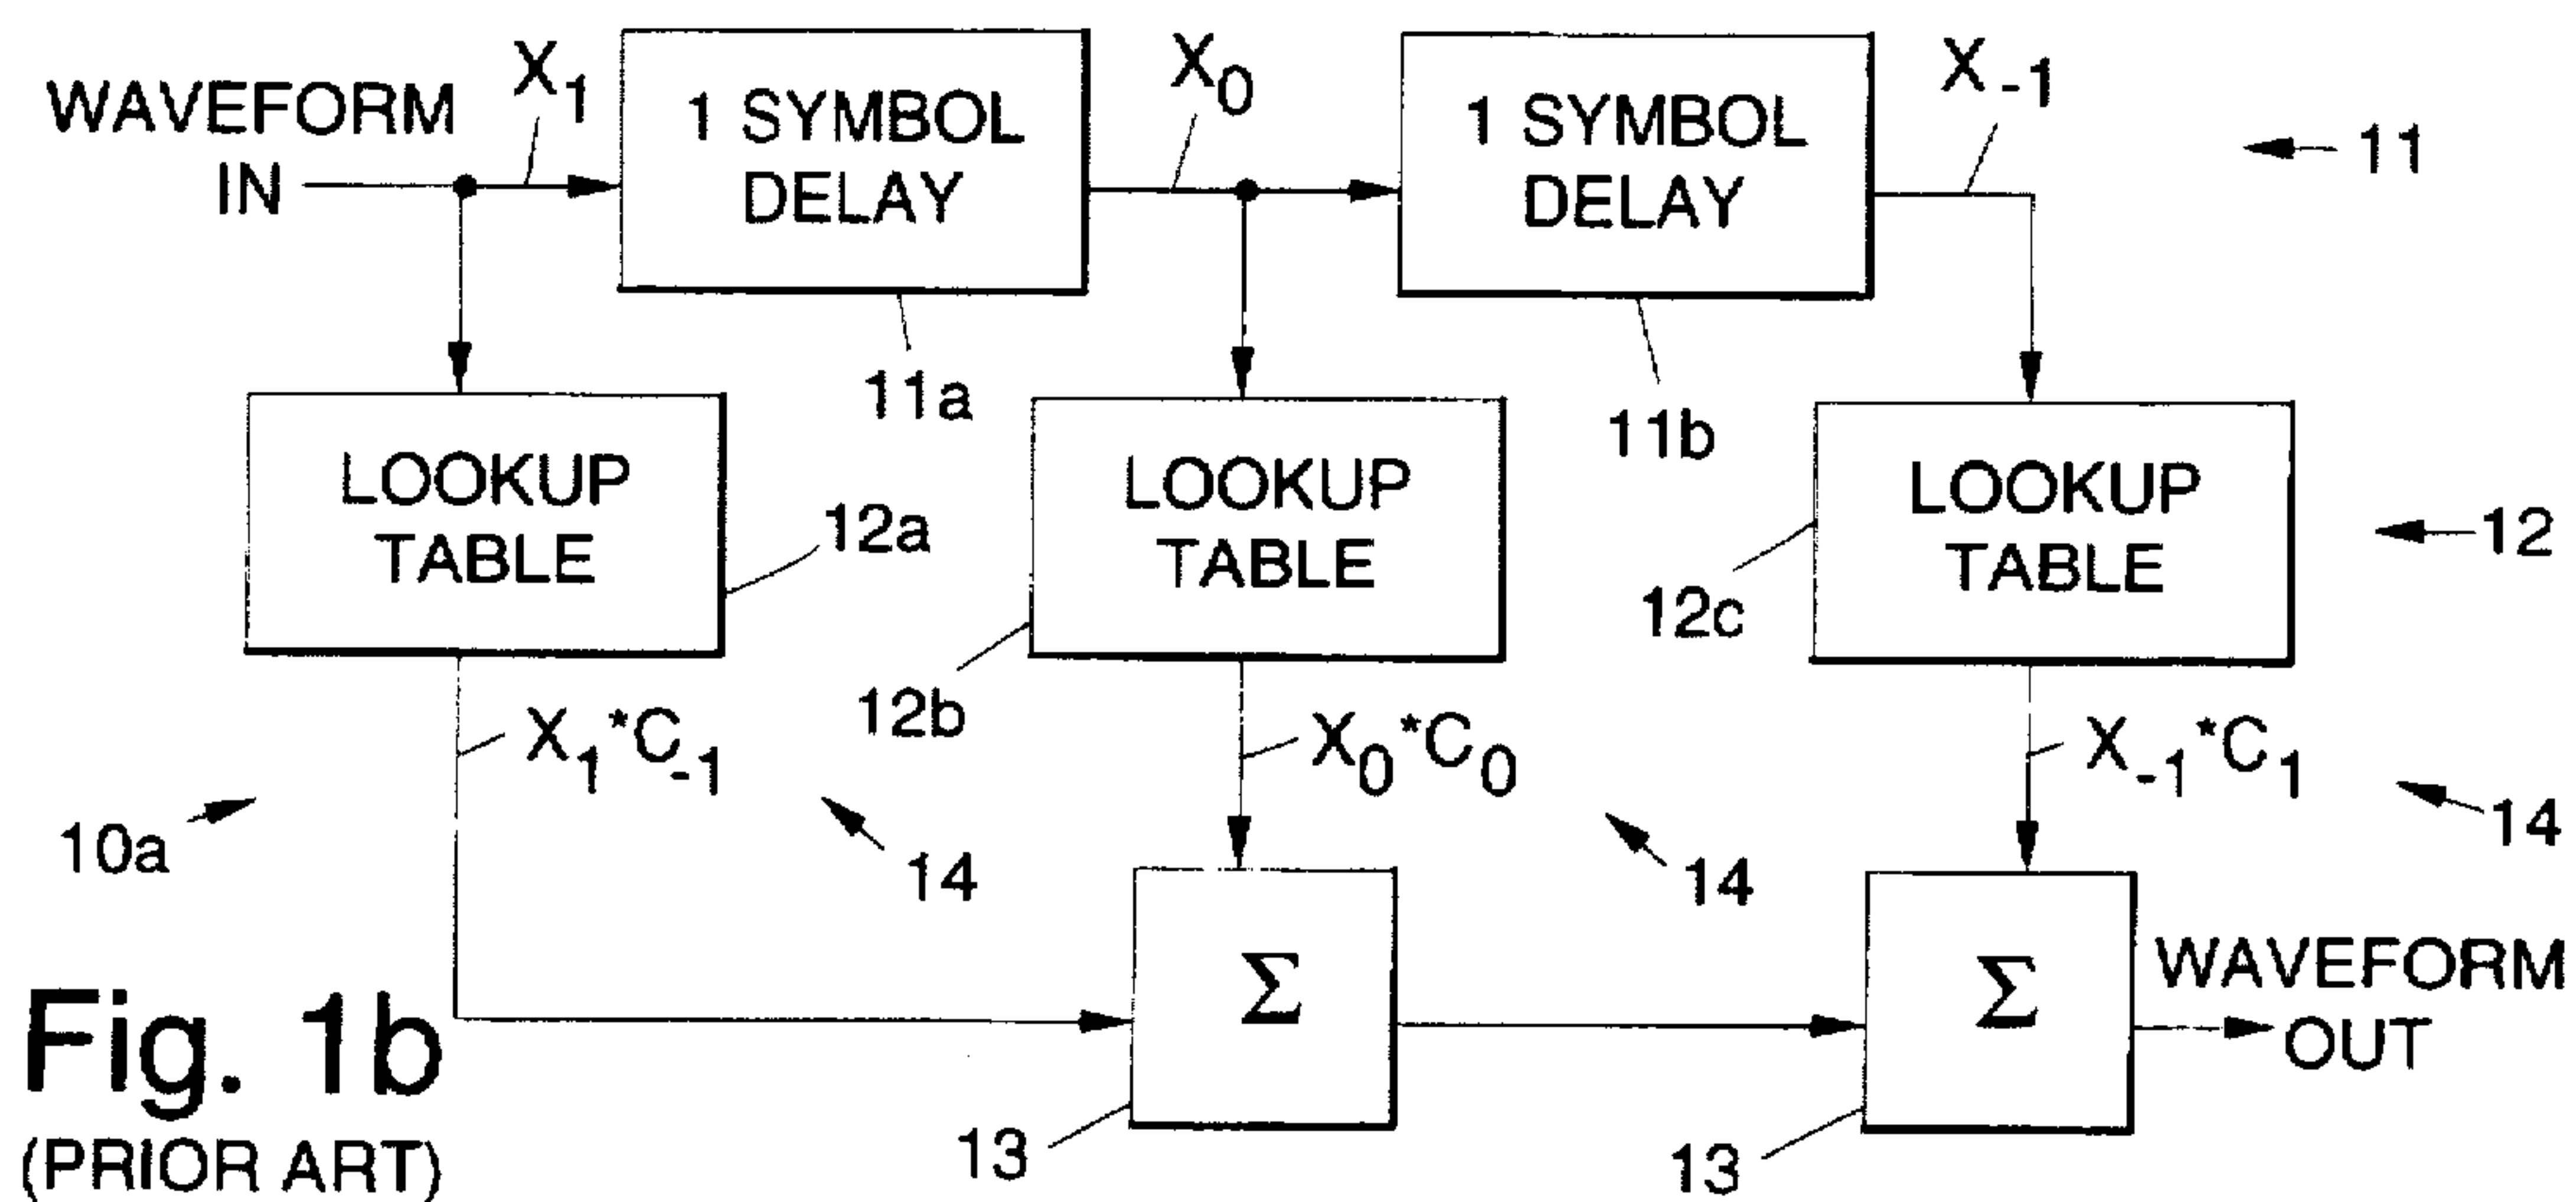 WAVEFORM
IN
X₁
1 SYMBOL
DELAY
X₀
1 SYMBOL
DELAY
X₋₁
11
11a
11b
LOOKUP
TABLE
12a
LOOKUP
TABLE
12b
LOOKUP
TABLE
12c
12
X₁*C₋₁
X₀*C₀
X₋₁*C₁
10a
14
14
14
Σ
Σ
WAVEFORM
OUT
13
13
Fig. 1b
(PRIOR ART)